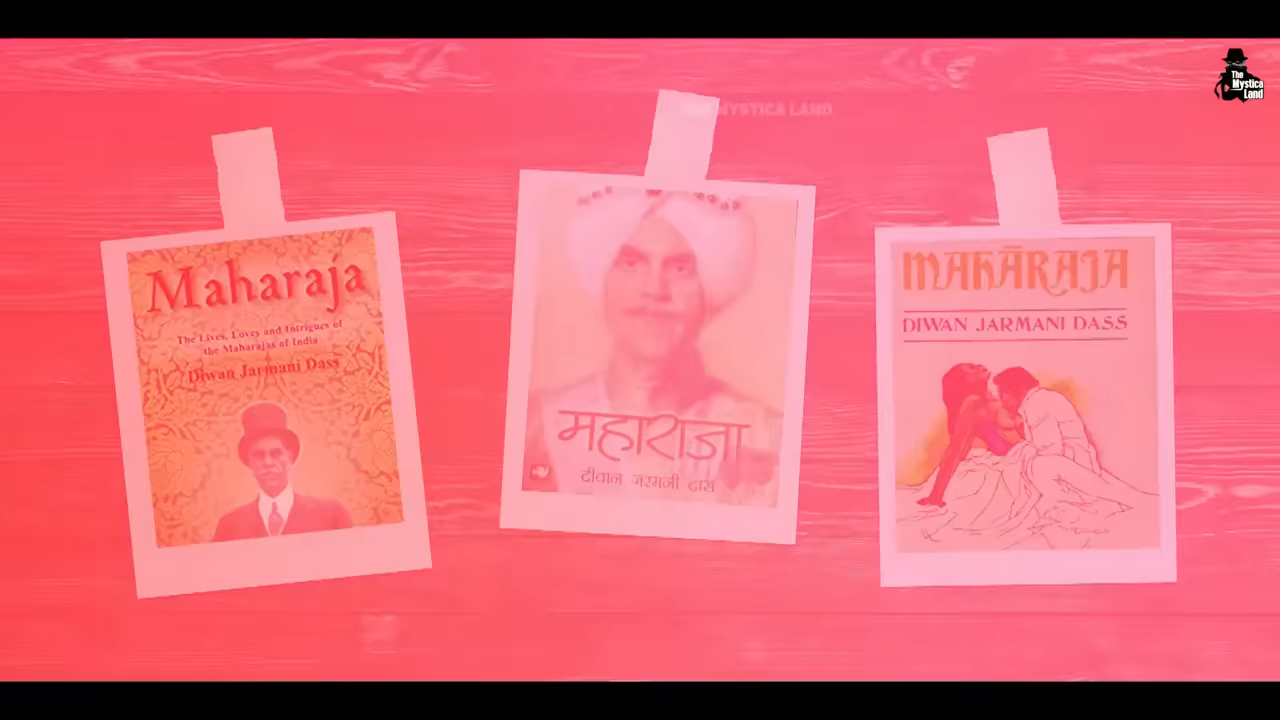 The
Mystica
Land
MYSTICA LAND
Maharaja
The Lives, Loves and Intrigues of
the Maharajas of India
Diwan Jarmani Dass
महाराजा
दीवान जरमनी दास
MAHĀRAJA
DIWAN JARMANI DASS